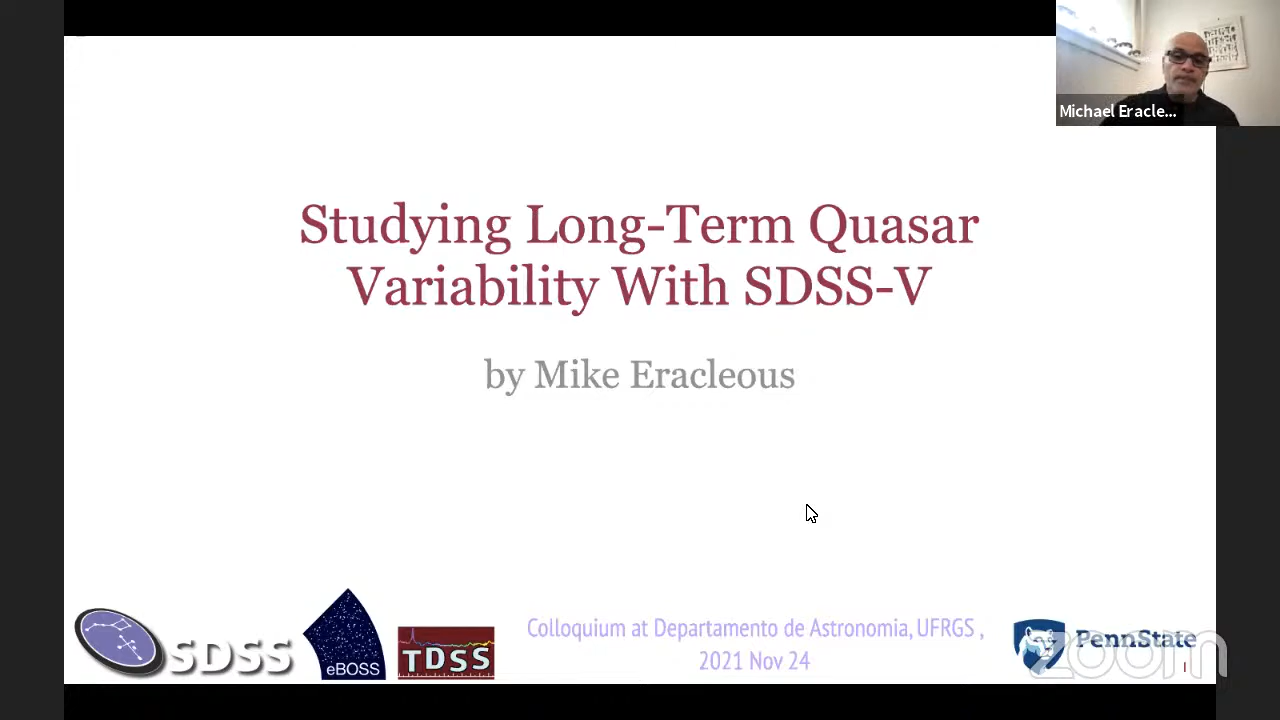 Michael Eracle...
Studying Long-Term Quasar
Variability With SDSS-V
by Mike Eracleous
SDSS
eBOSS
TDSS
Colloquium at Departamento de Astronomia, UFRGS ,
2021 Nov 24
PennState
zoom
1